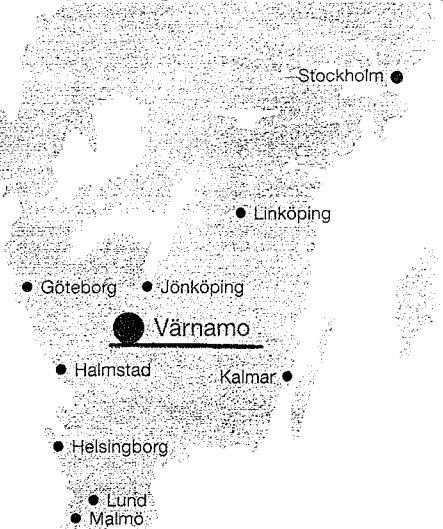 Stockholm
Linköping
Göteborg
Jönköping
Värnamo
Halmstad
Kalmar
Helsingborg
Lund
Malmö